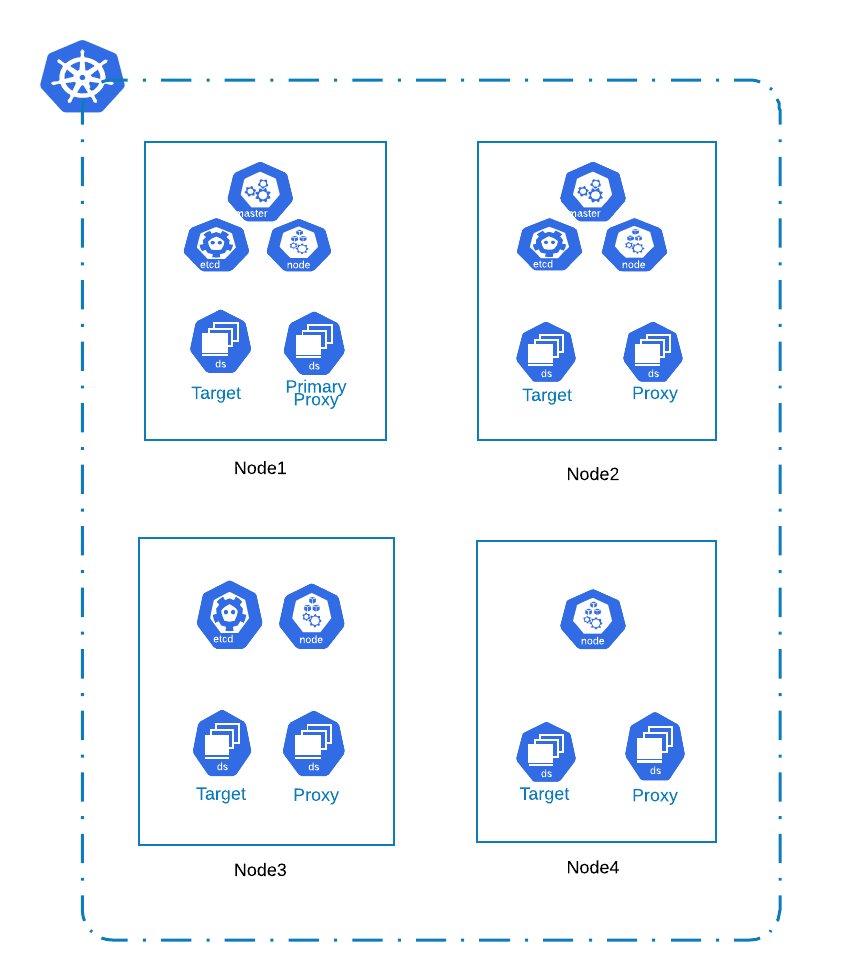 master
master
etcd
node
etcd
node
ds
ds
ds
ds
Target
Primary
Proxy
Target
Proxy
Node1
Node2
etcd
node
node
ds
ds
ds
ds
Target
Proxy
Target
Proxy
Node3
Node4